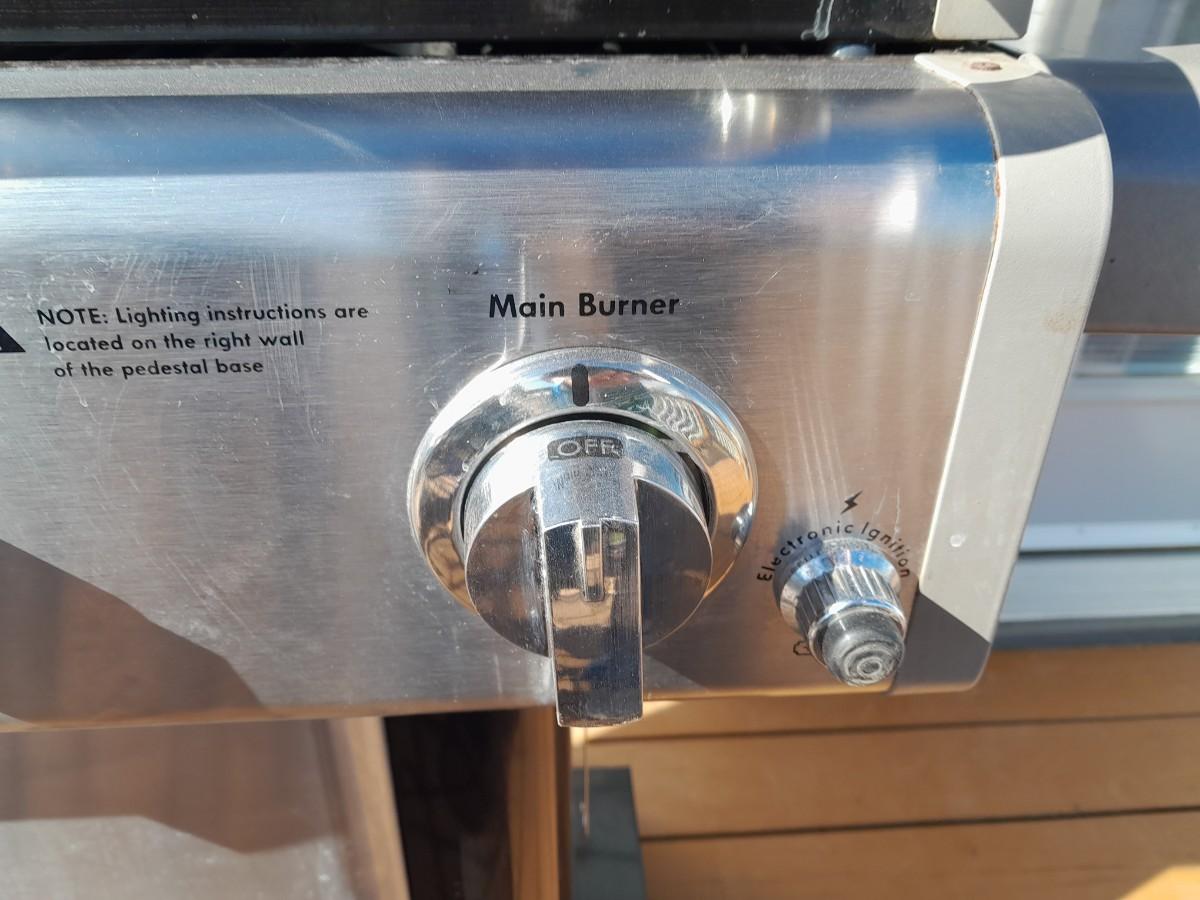 Main Burner
NOTE: Lighting instructions are
located on the right wall
of the pedestal base
OFF
Electronic Ignition